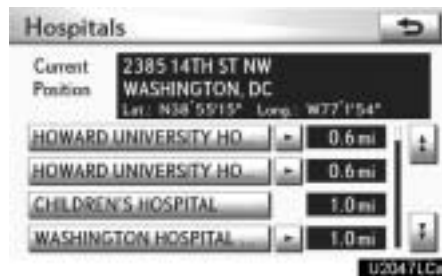 Hospitals
Current 2385 14TH ST NW
Position WASHINGTON, DC
Lat.: N38°55'15" Long.: W77°1'54"
HOWARD UNIVERSITY HO 0.6 mi
HOWARD UNIVERSITY HO 0.6 mi
CHILDREN'S HOSPITAL 1.0 mi
WASHINGTON HOSPITAL 1.0 mi
U2047LCa